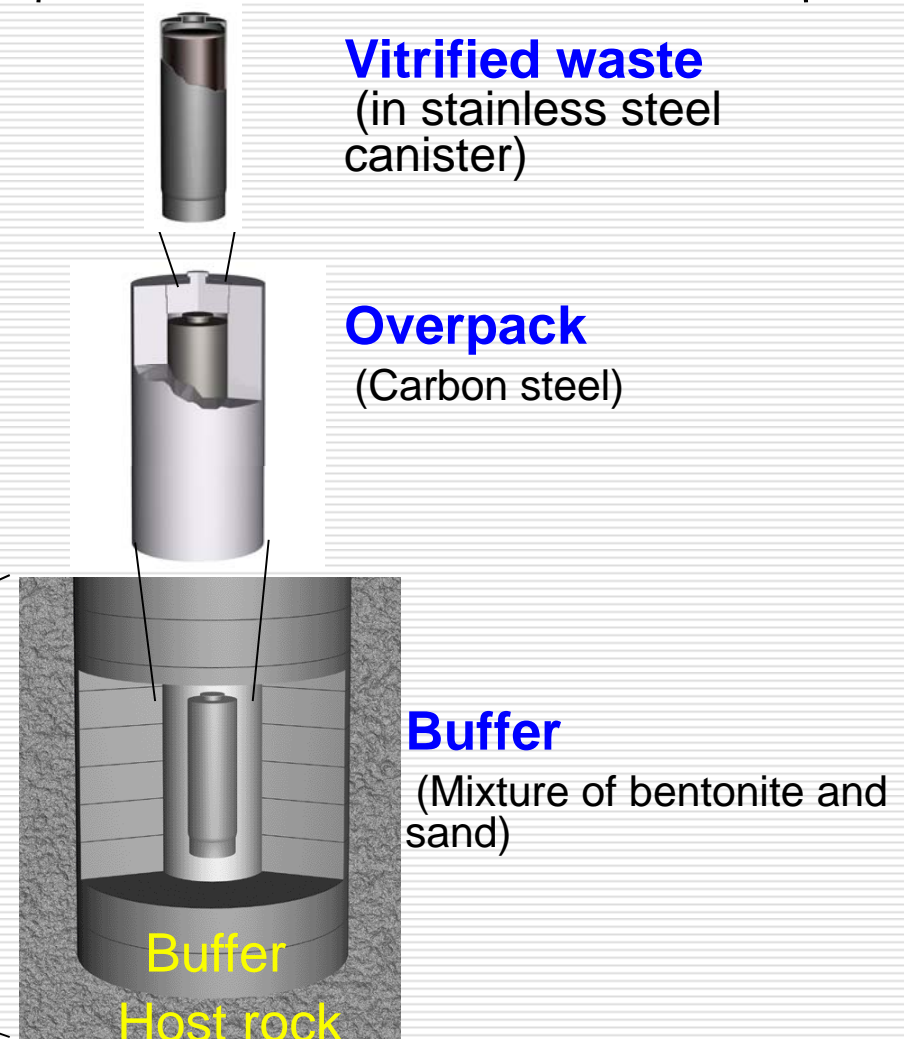 Vitrified waste
(in stainless steel
canister)
Overpack
(Carbon steel)
Buffer
(Mixture of bentonite and
sand)
Buffer
Host rock